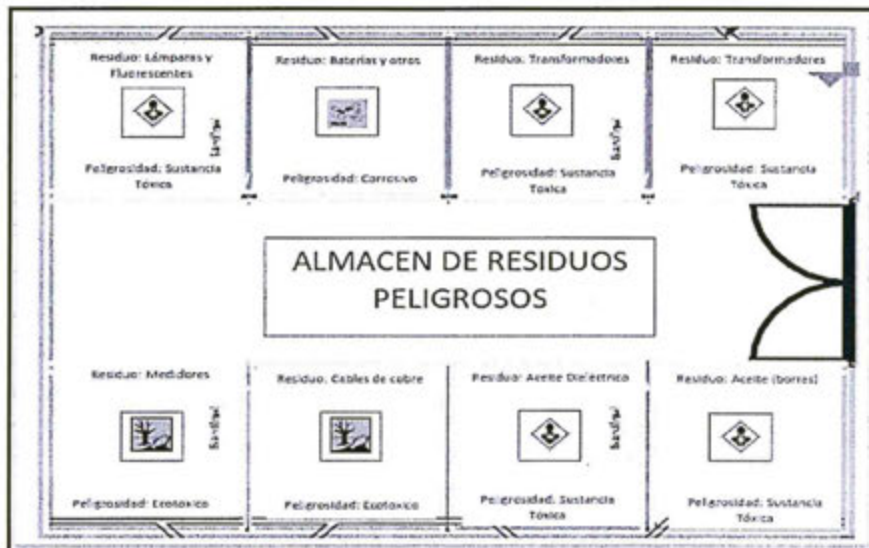 Residuo: Lámparas y
Fluorescentes
Peligrosidad: Sustancia
Tóxica
Residuo: Baterías y otros
Peligrosidad: Corrosivo
Residuo: Transformadores
Peligrosidad: Sustancia
Tóxica
Residuo: Transformadores
Peligrosidad: Sustancia
Tóxica
ALMACEN DE RESIDUOS
PELIGROSOS
Residuo: Medidores
Peligrosidad: Ecotoxico
Residuo: Cables de cobre
Peligrosidad: Ecotoxico
Residuo: Aceite Dieléctrico
Peligrosidad: Sustancia
Tóxica
Residuo: Aceite (borras)
Peligrosidad: Sustancia
Tóxica